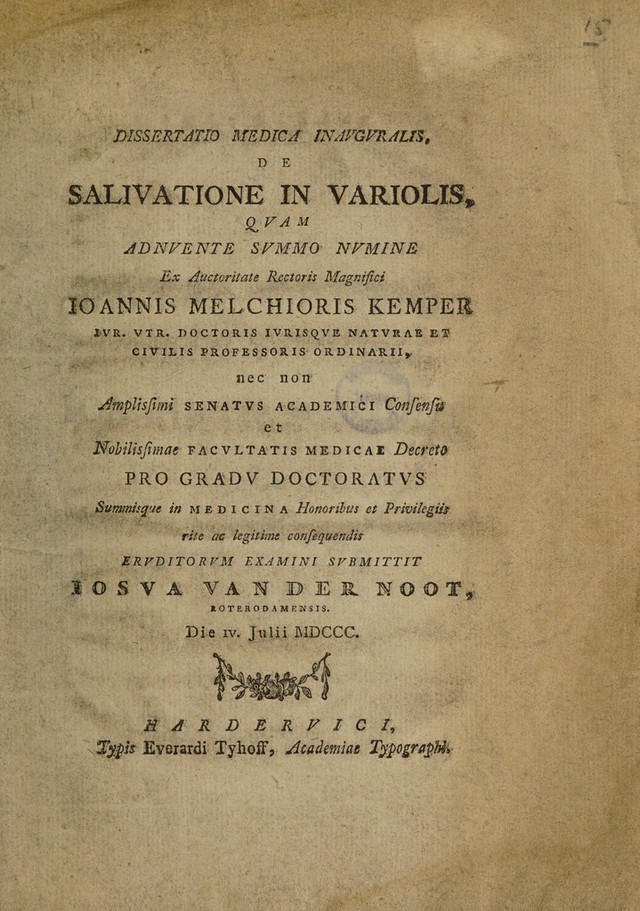 15
DISSERTATIO MEDICA INAVGVRALIS,
DE
SALIVATIONE IN VARIOLIS,
QVAM
ADNVENTE SVMMO NVMINE
Ex Auctoritate Rectoris Magnifici
IOANNIS MELCHIORIS KEMPER
IVR. VTR. DOCTORIS IVRISQVE NATVRAE ET
CIVILIS PROFESSORIS ORDINARII,
nec non
Ampliſſimi SENATVS ACADEMICI Conſenſu
et
Nobiliſſimae FACVLTATIS MEDICAE Decreto
PRO GRADV DOCTORATVS
Summisque in MEDICINA Honoribus et Privilegiis
rite ac legitime conſequendis
ERVDITORVM EXAMINI SVBMITTIT
IOSVA VAN DER NOOT,
ROTERODAMENSIS.
Die IV. Julii MDCCC.
HARDERVICI,
Typis Everardi Tyhoff, Academiae Typographi.